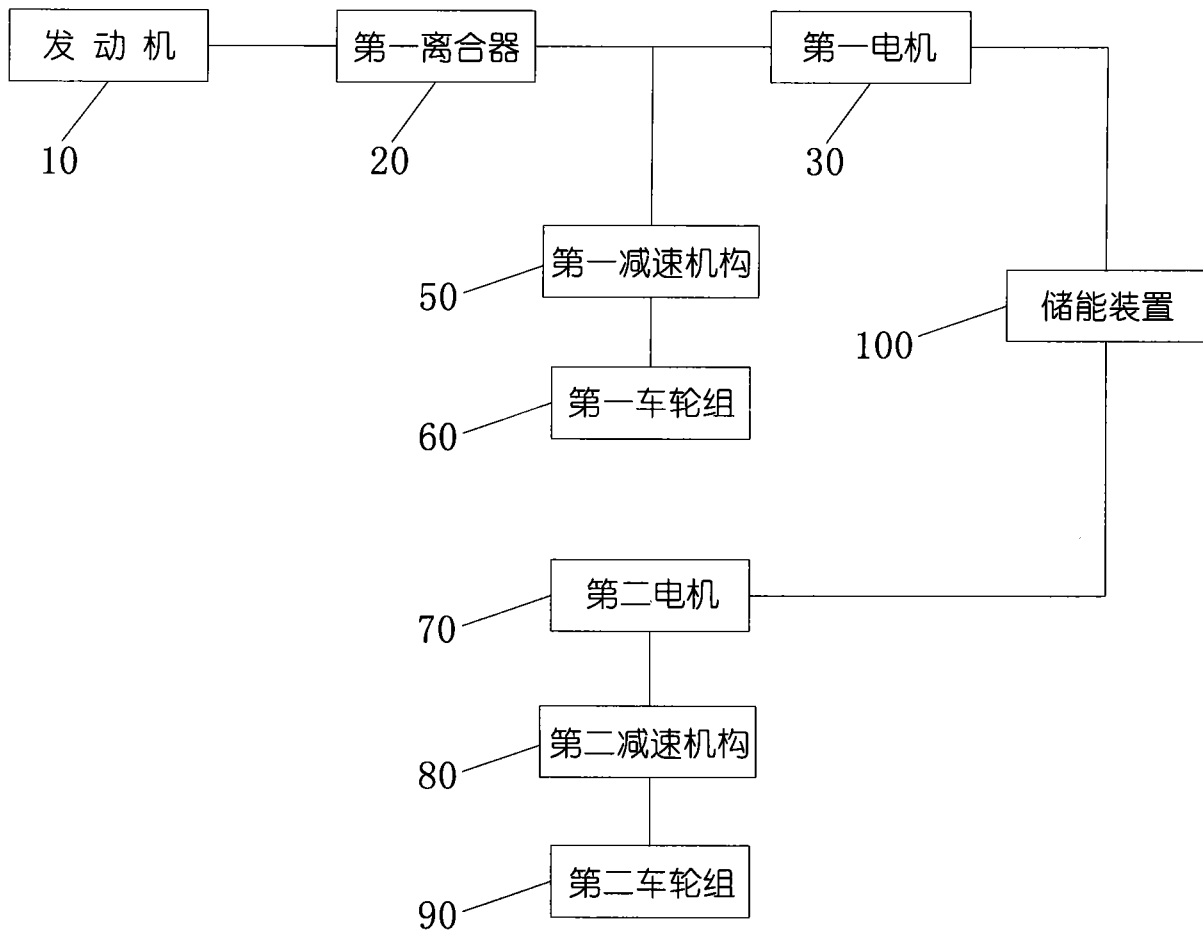 发动机
第一离合器
第一电机
10
20
30
第一减速机构
50
储能装置
100
第一车轮组
60
第二电机
70
第二减速机构
80
第二车轮组
90